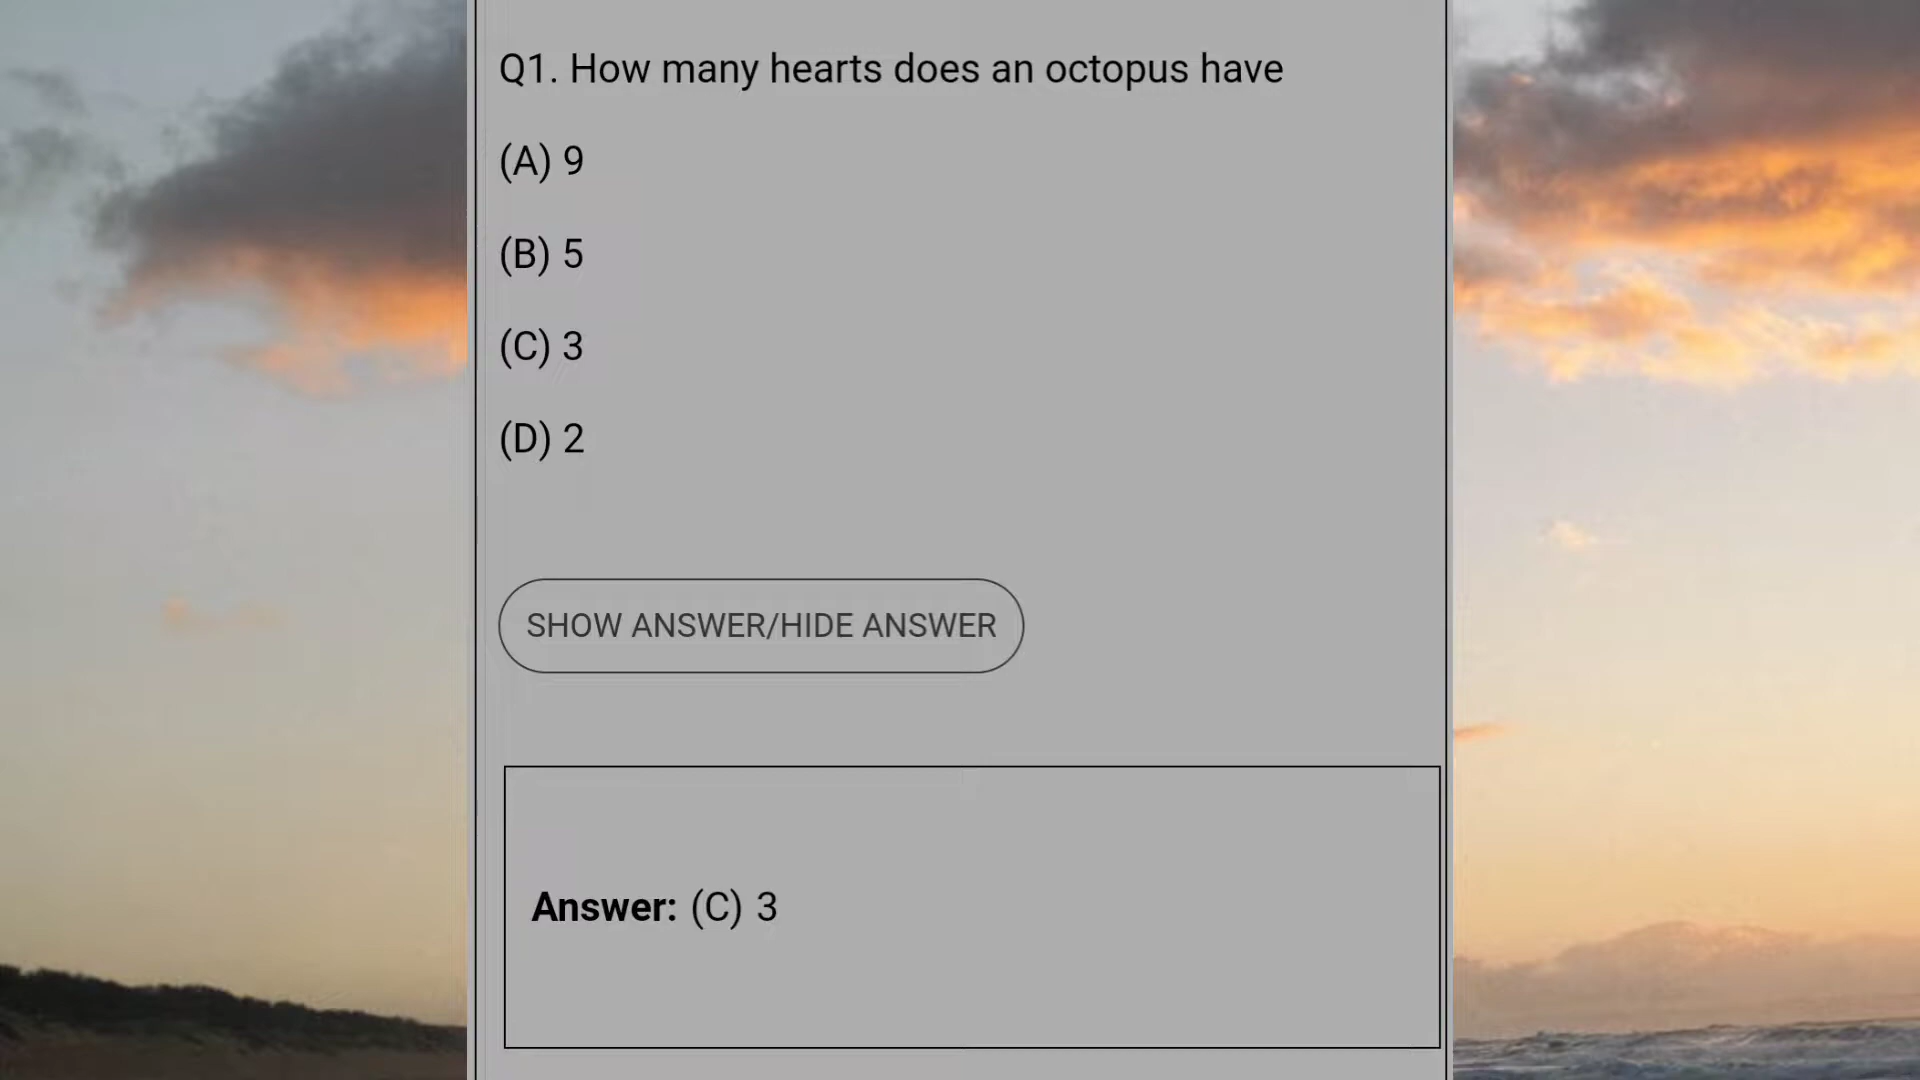 Q1. How many hearts does an octopus have
(A) 9
(B) 5
(C) 3
(D) 2
SHOW ANSWER/HIDE ANSWER
Answer: (C) 3